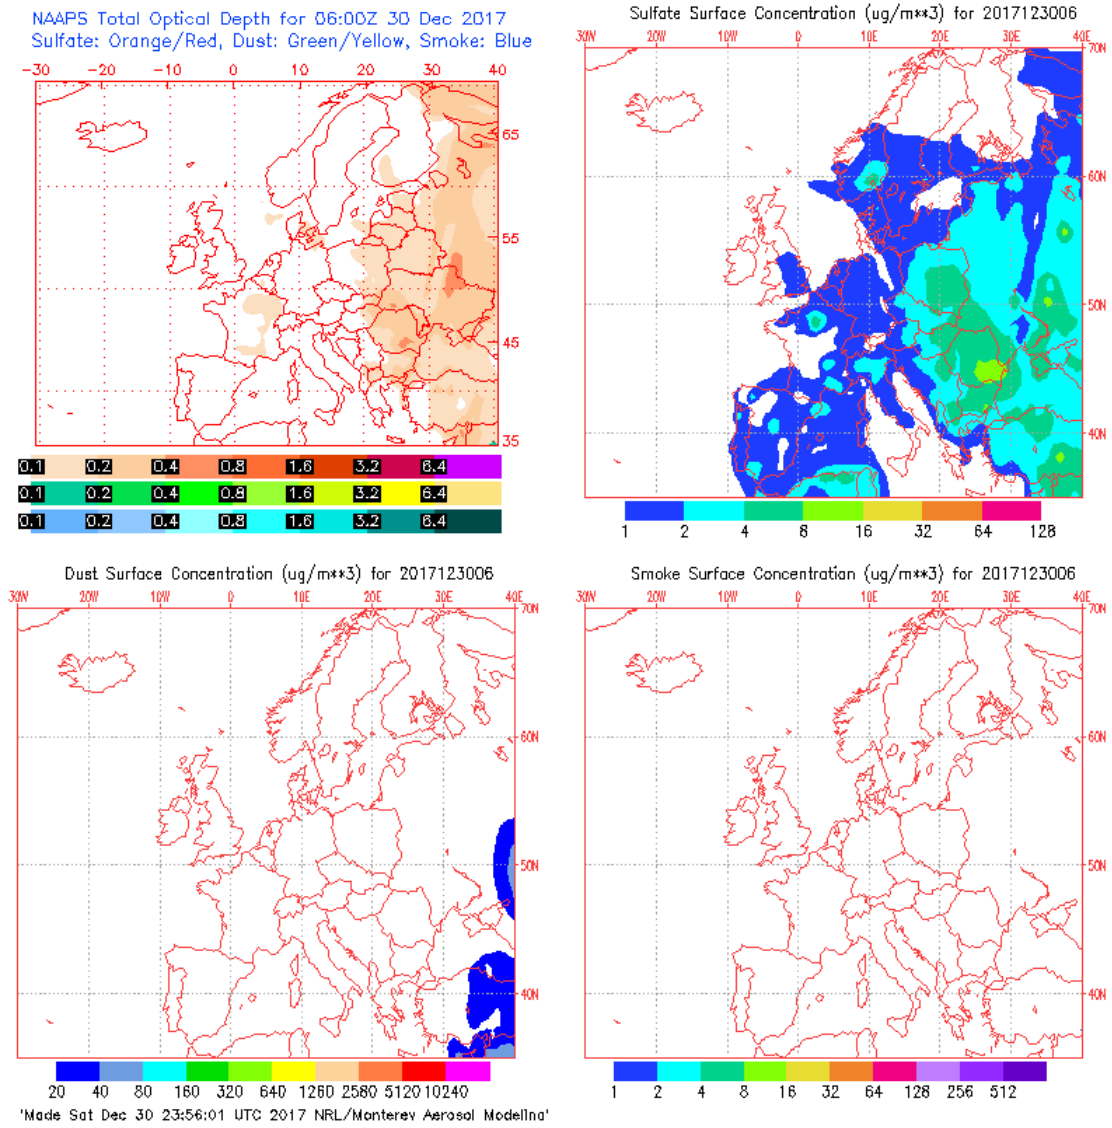 NAAPS Total Optical Depth for 06:00Z 30 Dec 2017
Sulfate: Orange/Red, Dust: Green/Yellow, Smoke: Blue
-30 -20 -10 0 10 20 30 40
65
55
45
35
0.1 0.2 0.4 0.8 1.6 3.2 6.4
0.1 0.2 0.4 0.8 1.6 3.2 6.4
0.1 0.2 0.4 0.8 1.6 3.2 6.4
Sulfate Surface Concentration (ug/m**3) for 2017123006
30W 20W 10W 0 10E 20E 30E 40E
70N
60N
50N
40N
1 2 4 8 16 32 64 128
Dust Surface Concentration (ug/m**3) for 2017123006
30W 20W 10W 0 10E 20E 30E 40E
70N
60N
50N
40N
20 40 80 160 320 640 1260 2580 5120 10240
Smoke Surface Concentration (ug/m**3) for 2017123006
30W 20W 10W 0 10E 20E 30E 40E
70N
60N
50N
40N
1 2 4 8 16 32 64 128 256 512
'Made Sat Dec 30 23:56:01 UTC 2017 NRL/Monterey Aerosol Modeling'